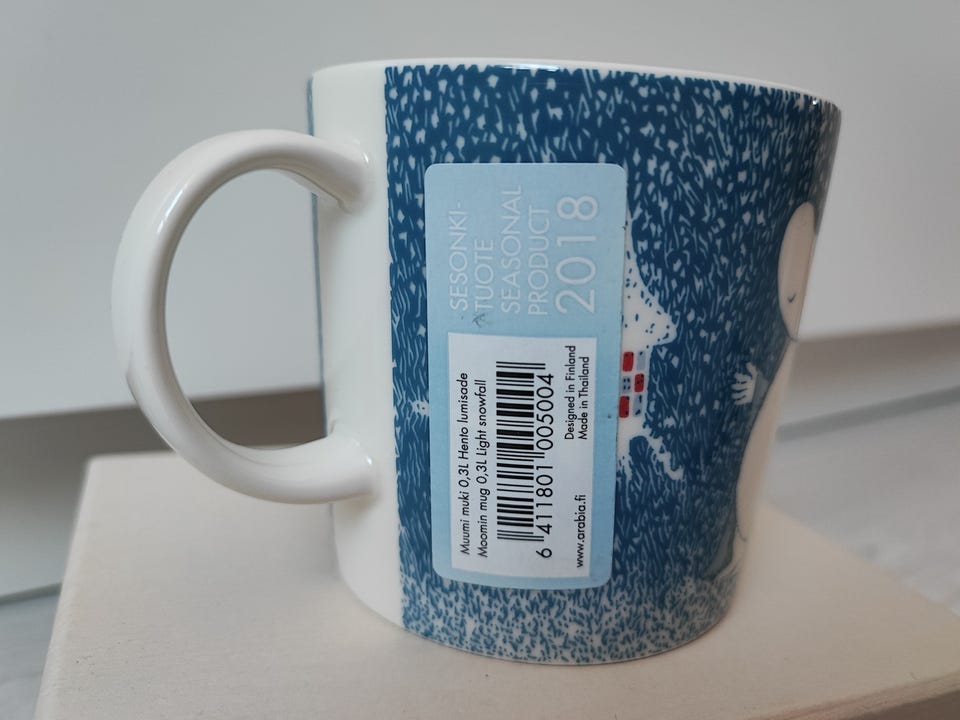 SESONKI-
TUOTE
SEASONAL
PRODUCT
2018
Muumi muki 0,3L Hento lumisade
Moomin mug 0,3L Light snowfall
6 411801 005004
Designed in Finland
Made in Thailand
www.arabia.fi